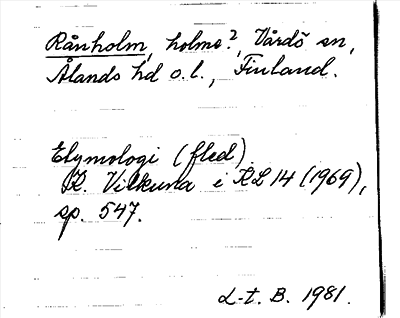 Rånholm, holme?, Vårdö sn,
Ålands hd o.l., Finland.
Etymologi (fled)
K. Vilkuna i KL 14 (1969),
sp. 547.
L-t. B. 1981.